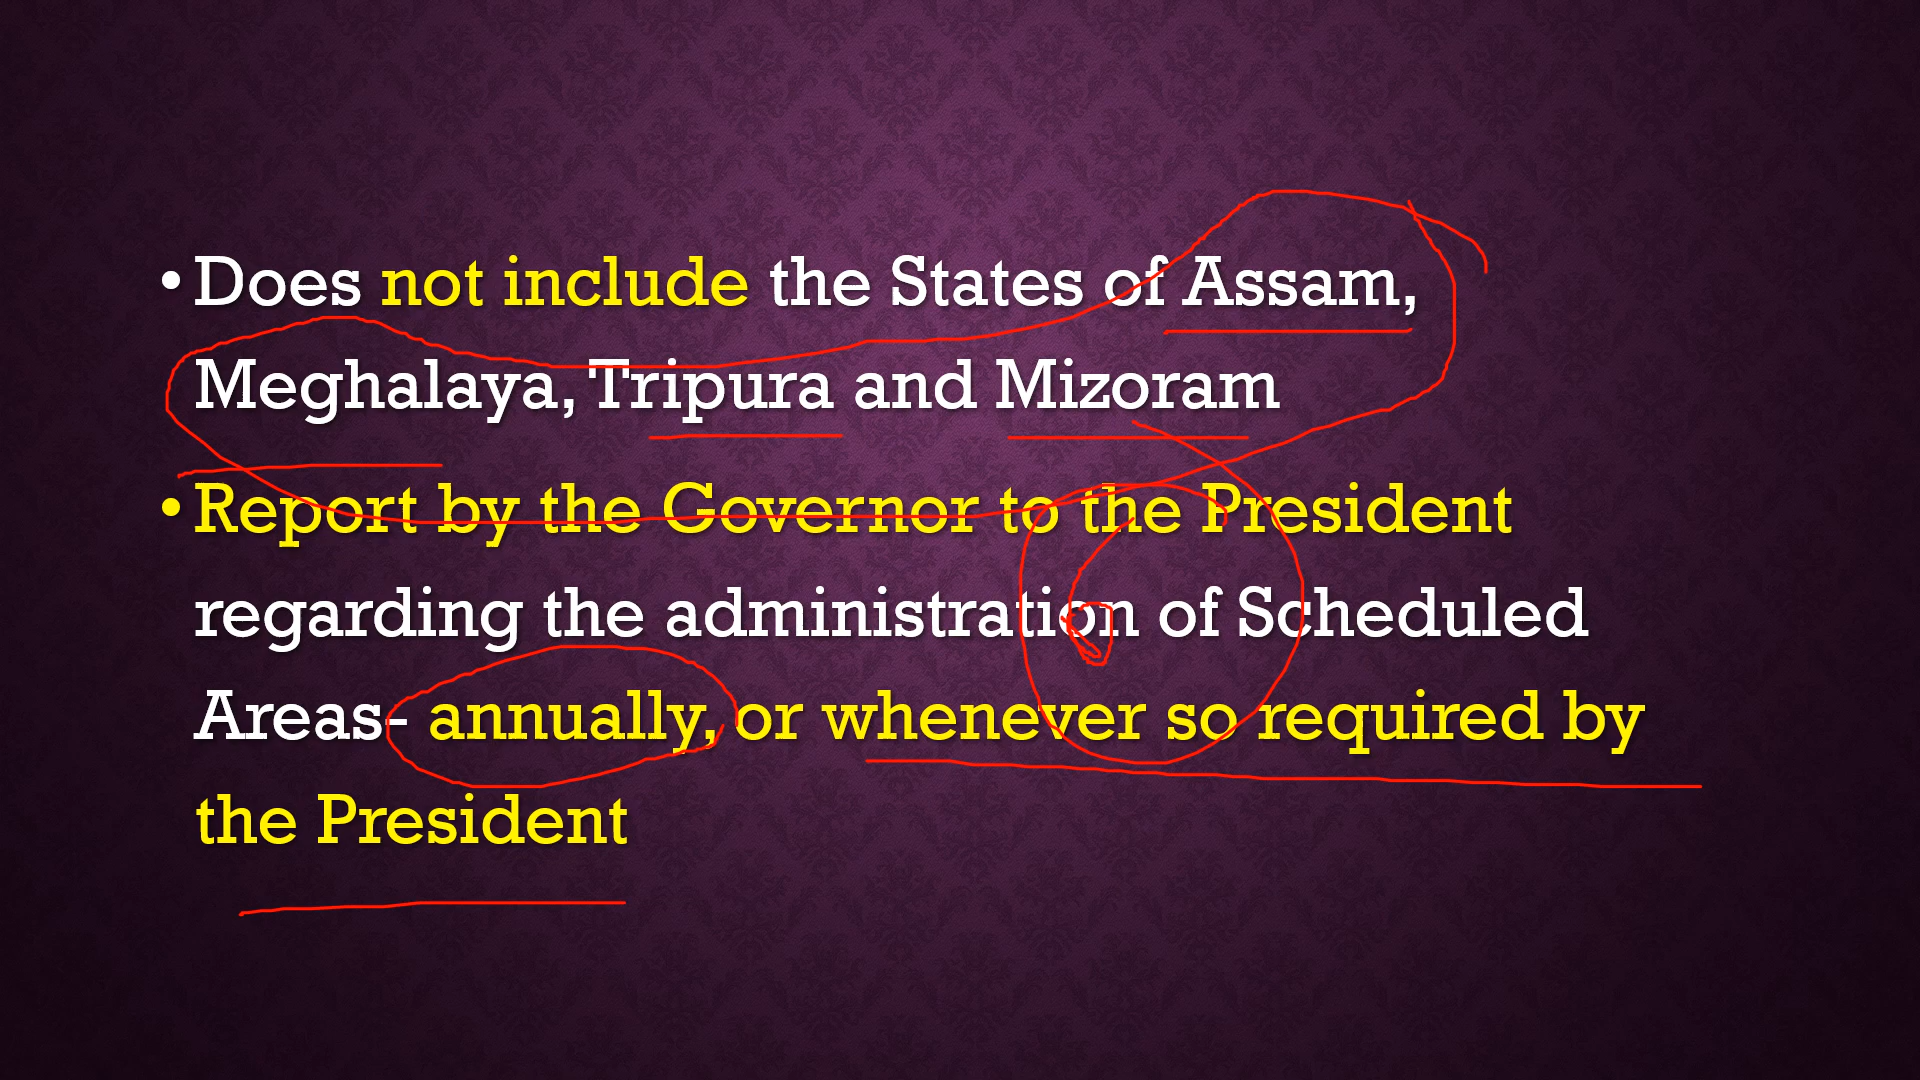 • Does not include the States of Assam,
Meghalaya, Tripura and Mizoram
• Report by the Governor to the President
regarding the administration of Scheduled
Areas- annually, or whenever so required by
the President